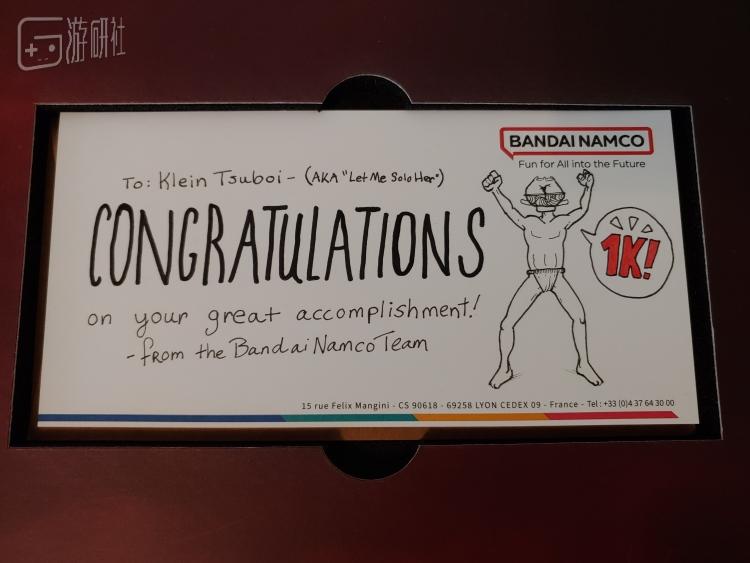 游研社
BANDAI NAMCO
Fun for All into the Future
To: Klein Tsuboi - (AKA "Let Me Solo Her")
CONGRATULATIONS
1K!
on your great accomplishment!
- from the Bandai Namco Team
15 rue Felix Mangini - CS 90618 - 69258 LYON CEDEX 09 - France - Tel : +33 (0)4 37 64 30 00